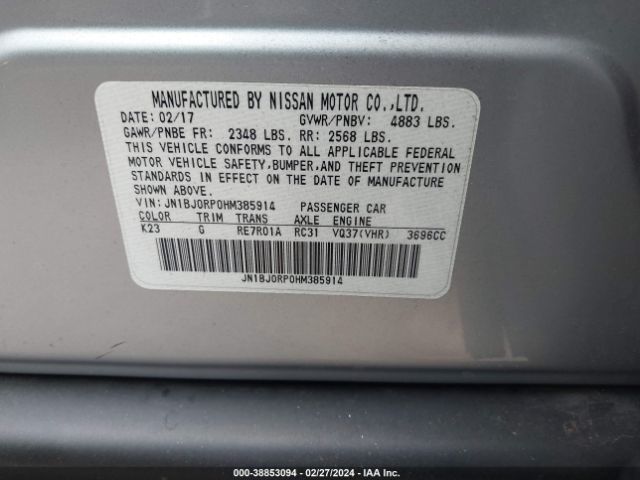 MANUFACTURED BY NISSAN MOTOR CO.,LTD.
DATE: 02/17 GVWR/PNBV: 4883 LBS.
GAWR/PNBE FR: 2348 LBS. RR: 2568 LBS.
THIS VEHICLE CONFORMS TO ALL APPLICABLE FEDERAL
MOTOR VEHICLE SAFETY,BUMPER,AND THEFT PREVENTION
STANDARDS IN EFFECT ON THE DATE OF MANUFACTURE
SHOWN ABOVE.
VIN: JN1BJ0RP0HM385914 PASSENGER CAR
COLOR TRIM TRANS AXLE ENGINE
K23 G RE7R01A RC31 VQ37(VHR) 3696CC
JN1BJ0RP0HM385914
000-38853094 - 02/27/2024 - IAA Inc.